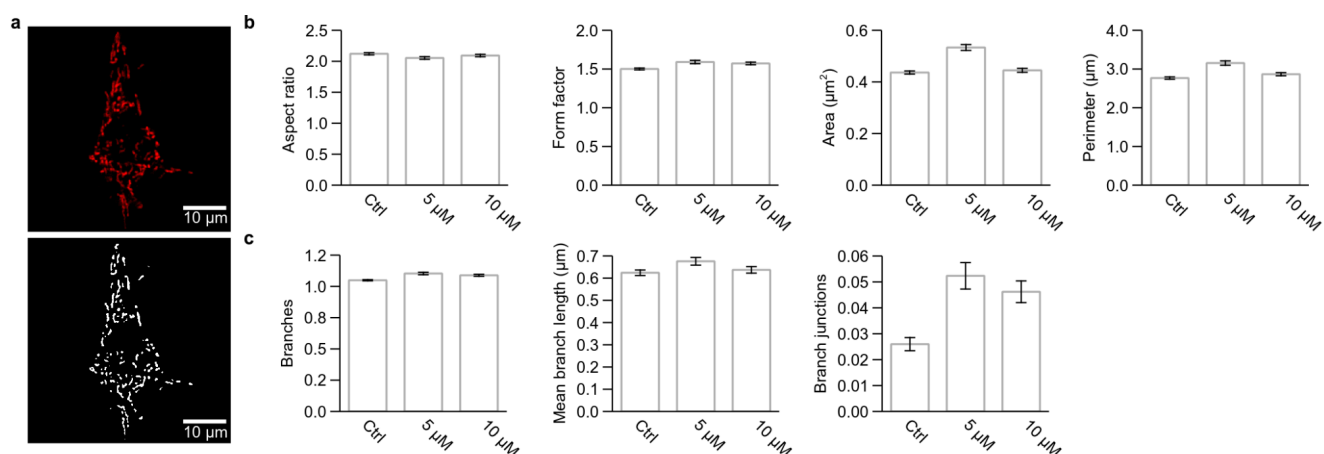 a
10 µm
10 µm
b
Aspect ratio
2.5
2.0
1.5
1.0
0.5
0.0
Ctrl
5 µM
10 µM
Form factor
2.0
1.5
1.0
0.5
0.0
Ctrl
5 µM
10 µM
Area (µm²)
0.6
0.4
0.2
0.0
Ctrl
5 µM
10 µM
Perimeter (µm)
4.0
3.0
2.0
1.0
0.0
Ctrl
5 µM
10 µM
c
Branches
1.2
1.0
0.8
0.5
0.2
0.0
Ctrl
5 µM
10 µM
Mean branch length (µm)
0.7
0.6
0.5
0.4
0.3
0.2
0.1
0.0
Ctrl
5 µM
10 µM
Branch junctions
0.06
0.05
0.04
0.03
0.02
0.01
0.00
Ctrl
5 µM
10 µM